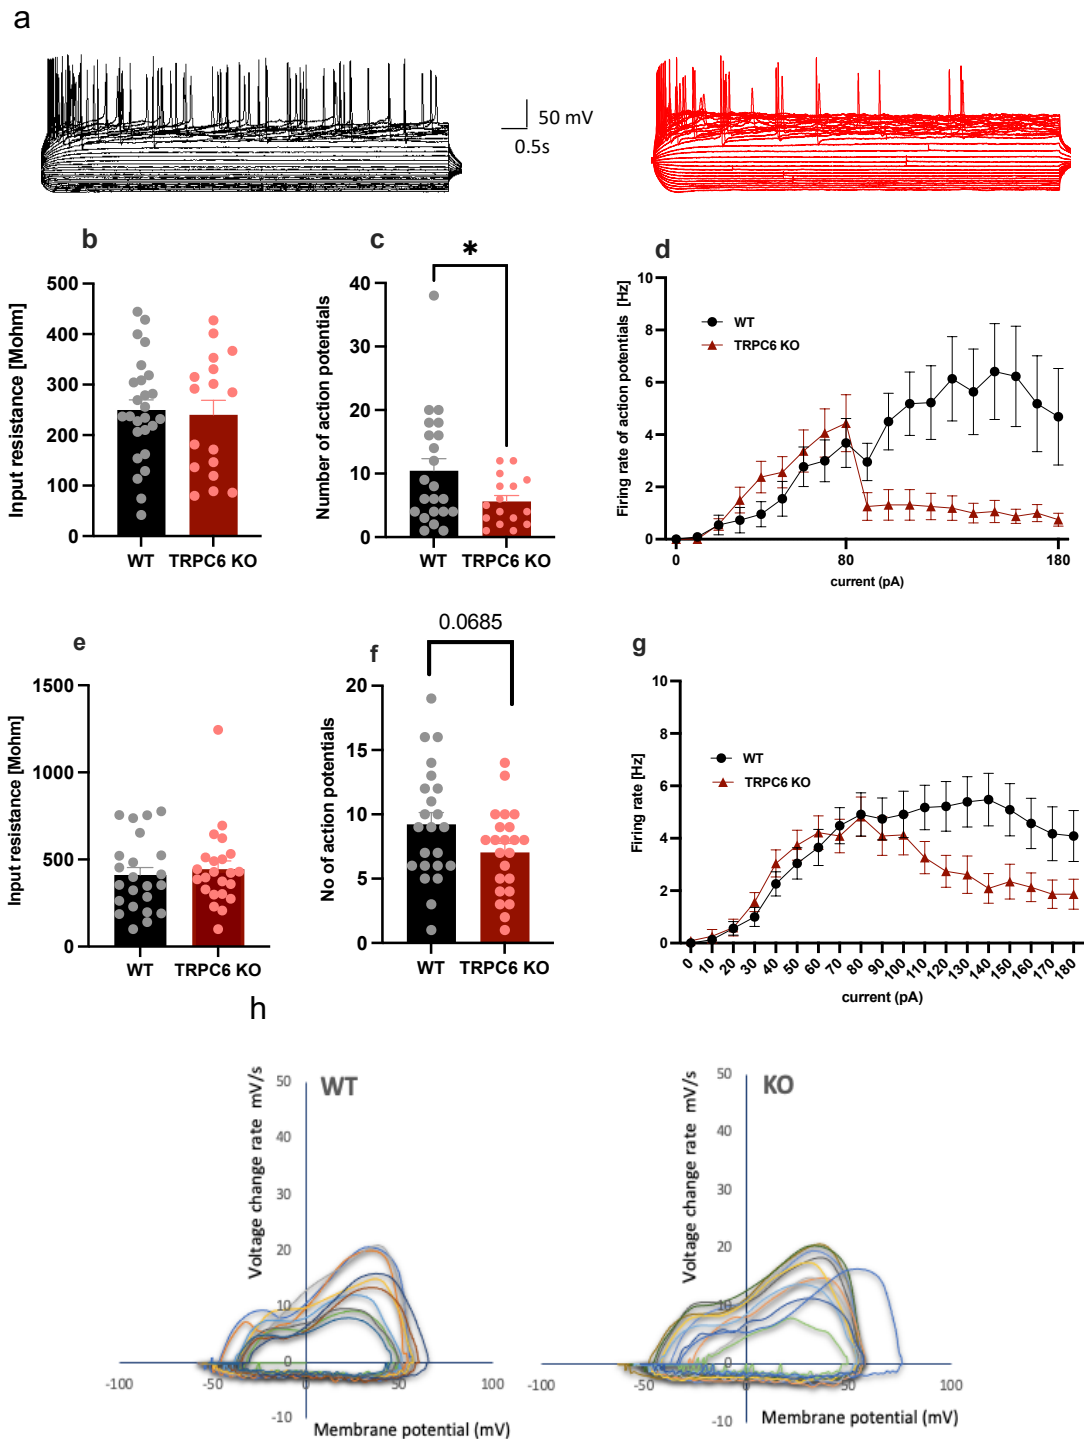 a
50 mV
0.5s
b
Input resistance [Mohm]
500
400
300
200
100
0
WT
TRPC6 KO
c
*
Number of action potentials
40
30
20
10
0
WT
TRPC6 KO
d
Firing rate of action potentials [Hz]
10
8
6
4
2
0
WT
TRPC6 KO
0
80
180
current (pA)
e
Input resistance [Mohm]
1500
1000
500
0
WT
TRPC6 KO
f
0.0685
No of action potentials
20
15
10
5
0
WT
TRPC6 KO
g
Firing rate [Hz]
10
8
6
4
2
0
WT
TRPC6 KO
0 10 20 30 40 50 60 70 80 90 100 110 120 130 140 150 160 170 180
current (pA)
h
WT
Voltage change rate mV/s
50
40
30
20
10
0
-10
-100
-50
0
50
100
Membrane potential (mV)
KO
Voltage change rate mV/s
50
40
30
20
10
0
-10
-100
-50
0
50
100
Membrane potential (mV)